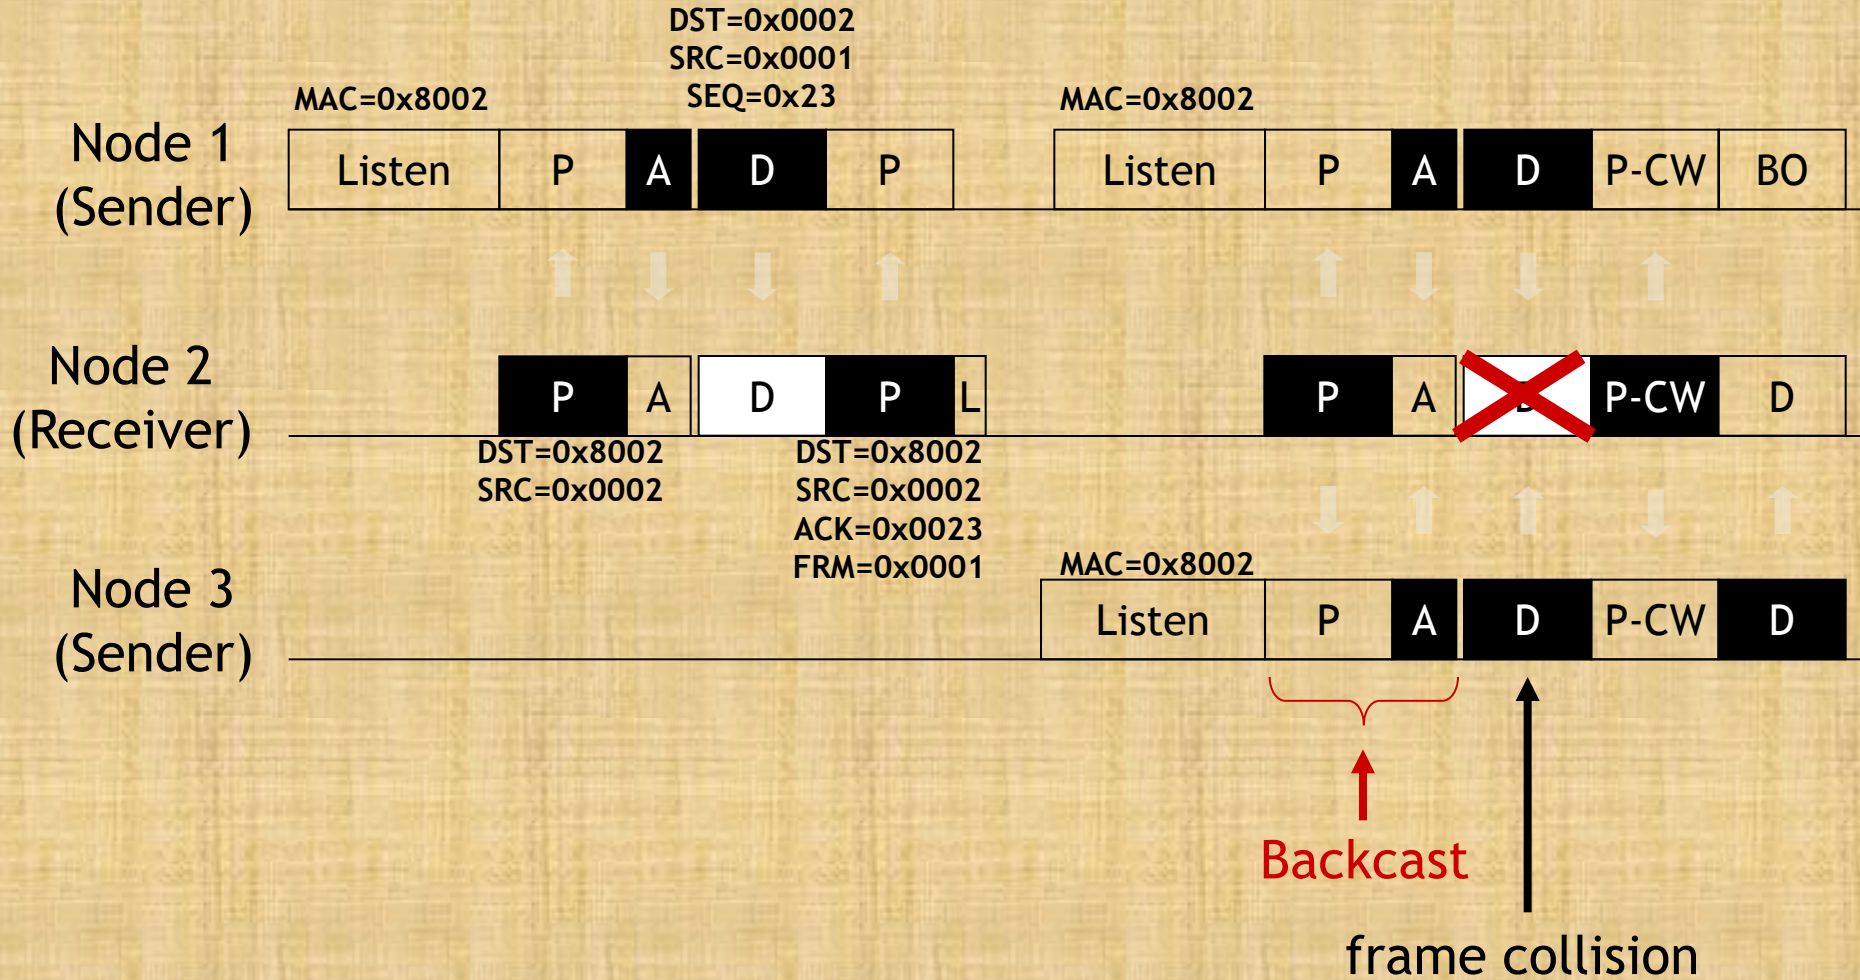 DST=0x0002
SRC=0x0001
SEQ=0x23
MAC=0x8002
MAC=0x8002
Node 1
(Sender)
Listen P A D P Listen P A D P-CW BO
Node 2
(Receiver)
P A D P L P A D P-CW D
DST=0x8002
SRC=0x0002
DST=0x8002
SRC=0x0002
ACK=0x0023
FRM=0x0001
MAC=0x8002
Node 3
(Sender)
Listen P A D P-CW D
Backcast
frame collision